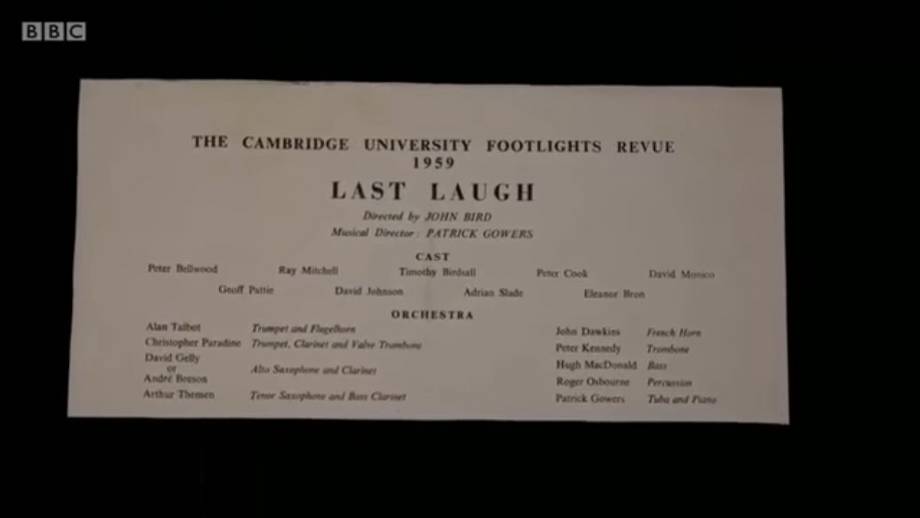 BBC
THE CAMBRIDGE UNIVERSITY FOOTLIGHTS REVUE
1959
LAST LAUGH
Directed by JOHN BIRD
Musical Director: PATRICK GOWERS
CAST
Peter Bellwood Ray Mitchell Timothy Birdsall Peter Cook David Monico
Geoff Pattie David Johnson Adrian Slade Eleanor Bron
ORCHESTRA
Alan Talbot Trumpet and Flugelhorn
Christopher Paradine Trumpet, Clarinet and Valve Trombone
David Gelly
or Alto Saxophone and Clarinet
André Beeson
Arthur Themen Tenor Saxophone and Bass Clarinet
John Dawkins French Horn
Peter Kennedy Trombone
Hugh MacDonald Bass
Roger Osbourne Percussion
Patrick Gowers Tuba and Piano